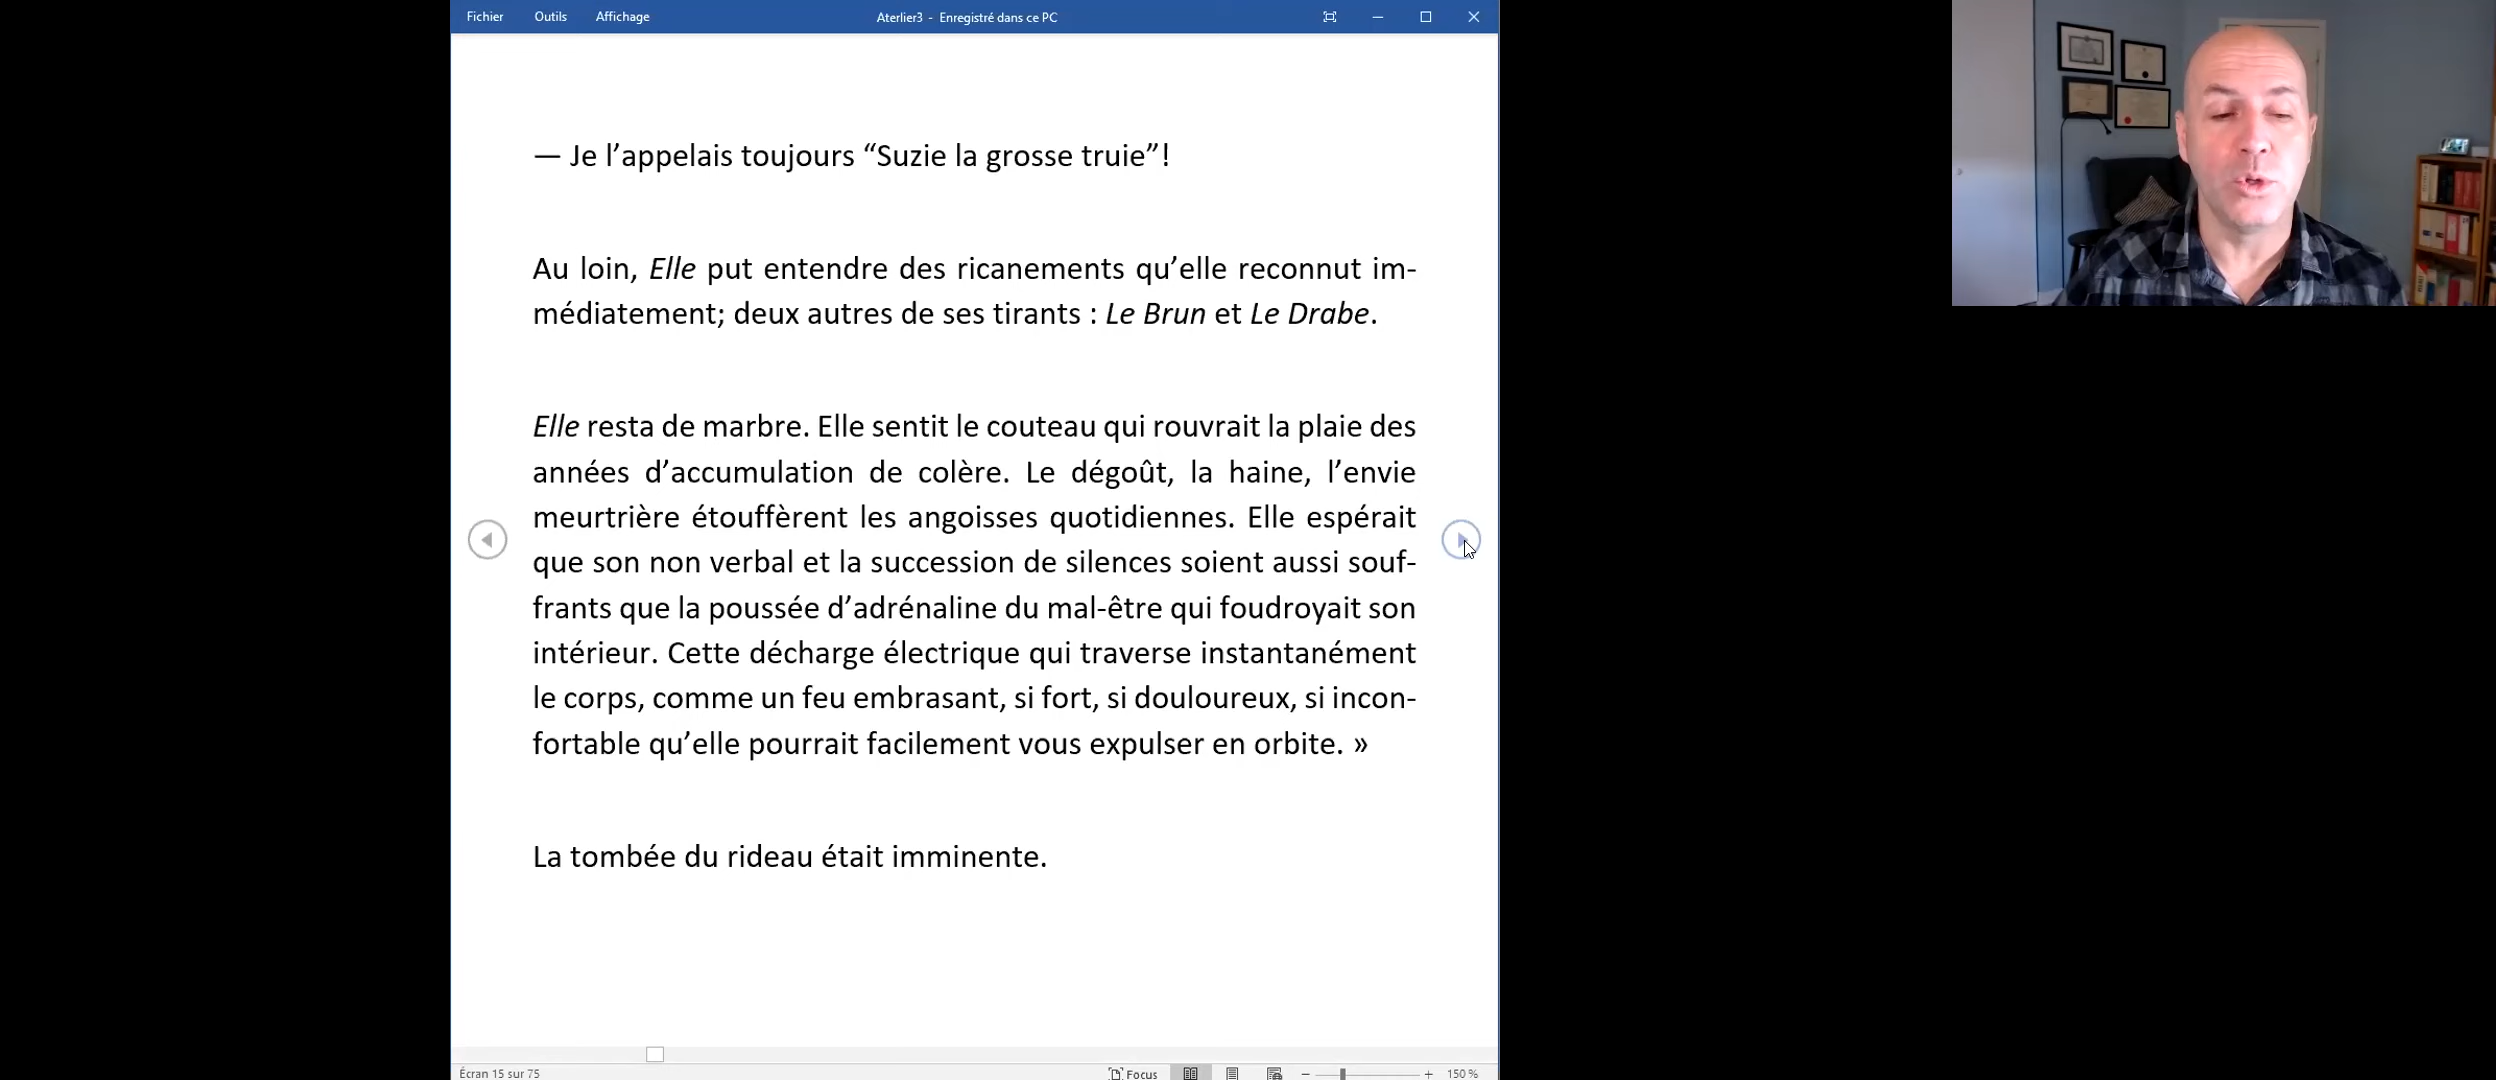 Fichier Outils Affichage Aterlier3 - Enregistré dans ce PC
— Je l’appelais toujours “Suzie la grosse truie”!
Au loin, Elle put entendre des ricanements qu’elle reconnut im-
médiatement; deux autres de ses tirants : Le Brun et Le Drabe.
Elle resta de marbre. Elle sentit le couteau qui rouvrait la plaie des
années d’accumulation de colère. Le dégoût, la haine, l’envie
meurtrière étouffèrent les angoisses quotidiennes. Elle espérait
que son non verbal et la succession de silences soient aussi souf-
frants que la poussée d’adrénaline du mal-être qui foudroyait son
intérieur. Cette décharge électrique qui traverse instantanément
le corps, comme un feu embrasant, si fort, si douloureux, si incon-
fortable qu’elle pourrait facilement vous expulser en orbite. »
La tombée du rideau était imminente.
Écran 15 sur 75 Focus 150 %